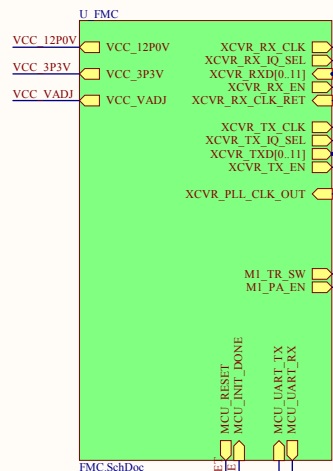 U_FMC
VCC_12P0V
VCC_12P0V
XCVR_RX_CLK
XCVR_RX_IQ_SEL
VCC_3P3V
VCC_3P3V
XCVR_RXD[0..11]
XCVR_RX_EN
VCC_VADJ
VCC_VADJ
XCVR_RX_CLK_RET
XCVR_TX_CLK
XCVR_TX_IQ_SEL
XCVR_TXD[0..11]
XCVR_TX_EN
XCVR_PLL_CLK_OUT
M1_TR_SW
M1_PA_EN
MCU_RESET
MCU_INIT_DONE
MCU_UART_TX
MCU_UART_RX
FMC.SchDoc